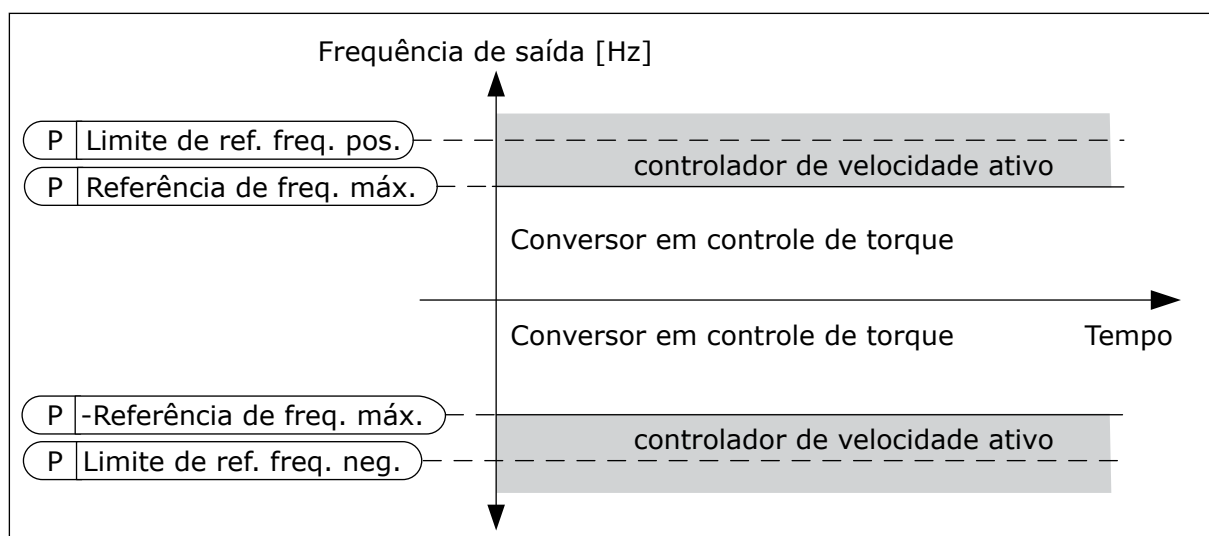 Frequência de saída [Hz]
P Limite de ref. freq. pos.
controlador de velocidade ativo
P Referência de freq. máx.
Conversor em controle de torque
Conversor em controle de torque
Tempo
P -Referência de freq. máx.
controlador de velocidade ativo
P Limite de ref. freq. neg.